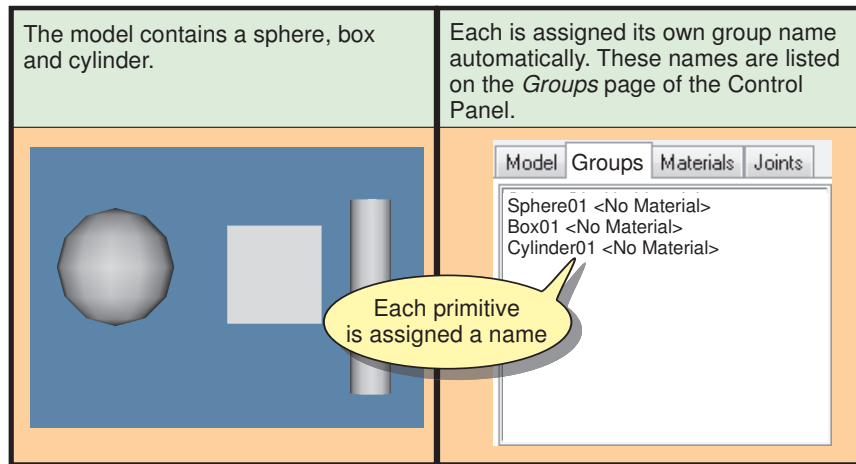 The model contains a sphere, box
and cylinder.
Each is assigned its own group name
automatically. These names are listed
on the Groups page of the Control
Panel.
Model Groups Materials Joints
Sphere01 <No Material>
Box01 <No Material>
Cylinder01 <No Material>
Each primitive
is assigned a name